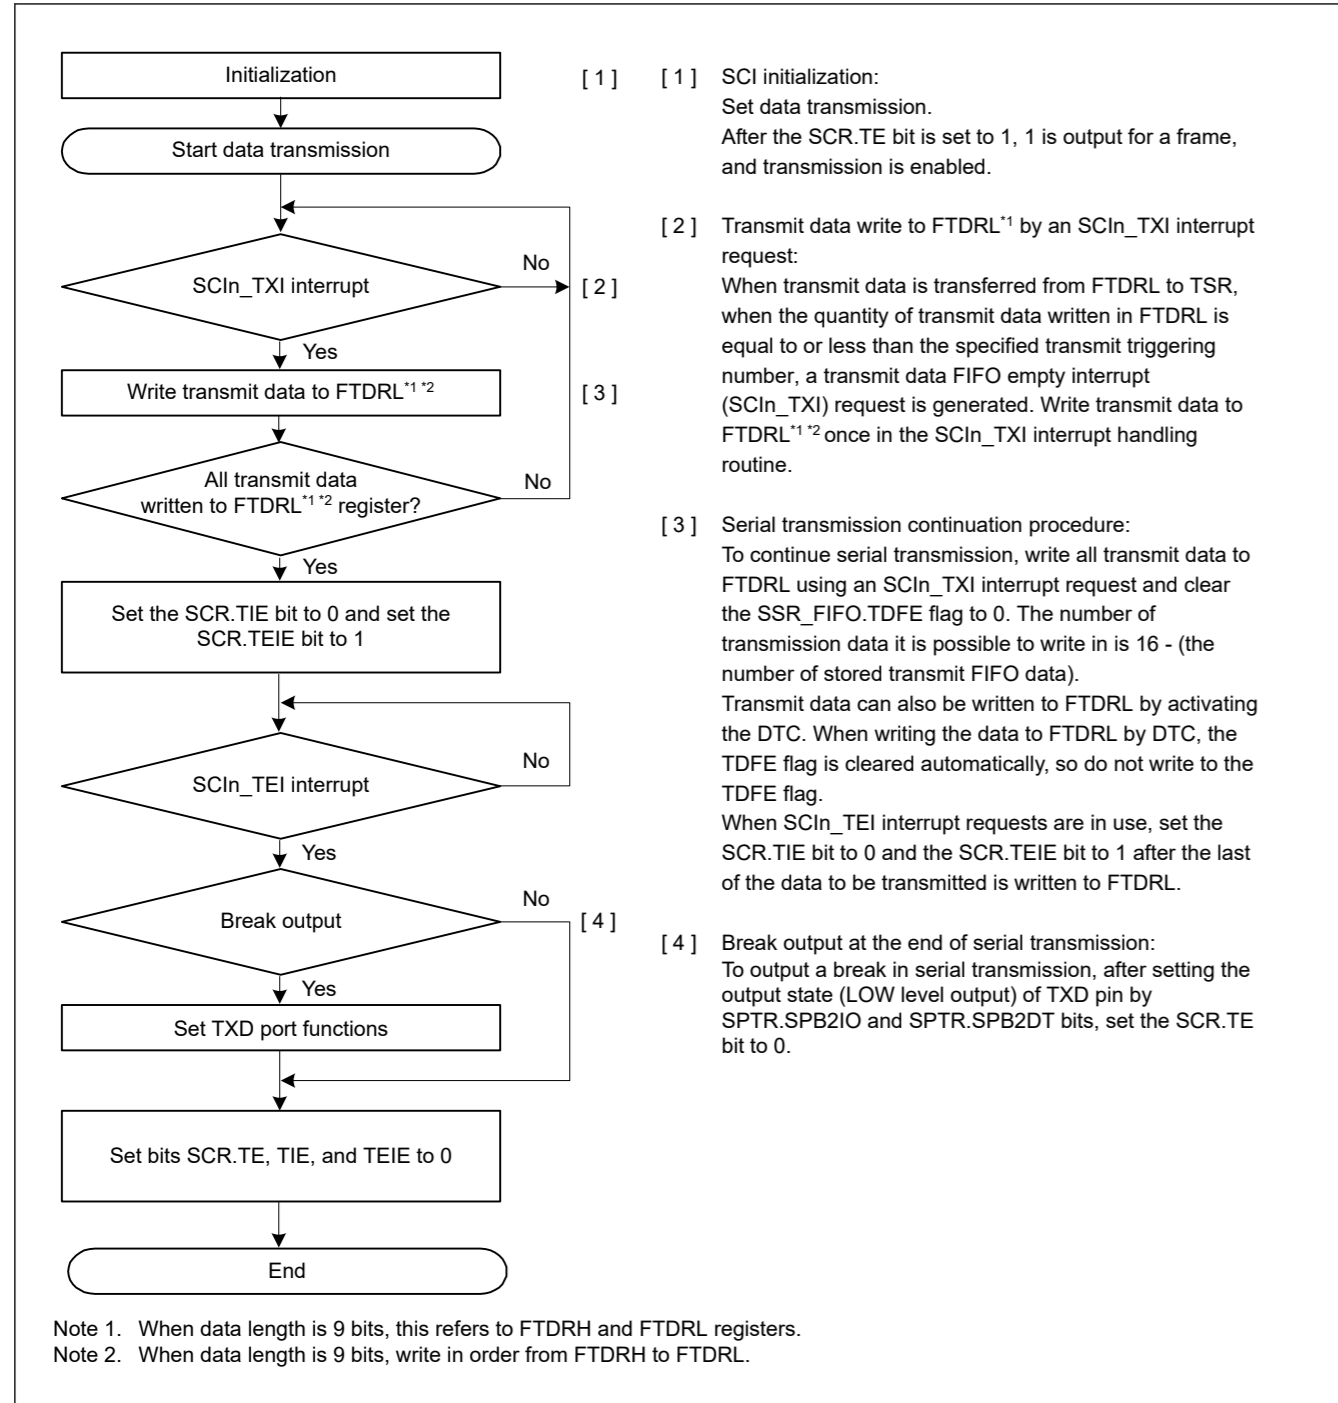 Initialization
[ 1 ]
Start data transmission
SCIn_TXI interrupt
No
[ 2 ]
Yes
Write transmit data to FTDRL*1 *2
[ 3 ]
All transmit data
written to FTDRL*1 *2 register?
No
Yes
Set the SCR.TIE bit to 0 and set the
SCR.TEIE bit to 1
SCIn_TEI interrupt
No
Yes
Break output
No
[ 4 ]
Yes
Set TXD port functions
Set bits SCR.TE, TIE, and TEIE to 0
End
[ 1 ] SCI initialization:
Set data transmission.
After the SCR.TE bit is set to 1, 1 is output for a frame,
and transmission is enabled.
[ 2 ] Transmit data write to FTDRL*1 by an SCIn_TXI interrupt
request:
When transmit data is transferred from FTDRL to TSR,
when the quantity of transmit data written in FTDRL is
equal to or less than the specified transmit triggering
number, a transmit data FIFO empty interrupt
(SCIn_TXI) request is generated. Write transmit data to
FTDRL*1 *2 once in the SCIn_TXI interrupt handling
routine.
[ 3 ] Serial transmission continuation procedure:
To continue serial transmission, write all transmit data to
FTDRL using an SCIn_TXI interrupt request and clear
the SSR_FIFO.TDFE flag to 0. The number of
transmission data it is possible to write in is 16 - (the
number of stored transmit FIFO data).
Transmit data can also be written to FTDRL by activating
the DTC. When writing the data to FTDRL by DTC, the
TDFE flag is cleared automatically, so do not write to the
TDFE flag.
When SCIn_TEI interrupt requests are in use, set the
SCR.TIE bit to 0 and the SCR.TEIE bit to 1 after the last
of the data to be transmitted is written to FTDRL.
[ 4 ] Break output at the end of serial transmission:
To output a break in serial transmission, after setting the
output state (LOW level output) of TXD pin by
SPTR.SPB2IO and SPTR.SPB2DT bits, set the SCR.TE
bit to 0.
Note 1. When data length is 9 bits, this refers to FTDRH and FTDRL registers.
Note 2. When data length is 9 bits, write in order from FTDRH to FTDRL.